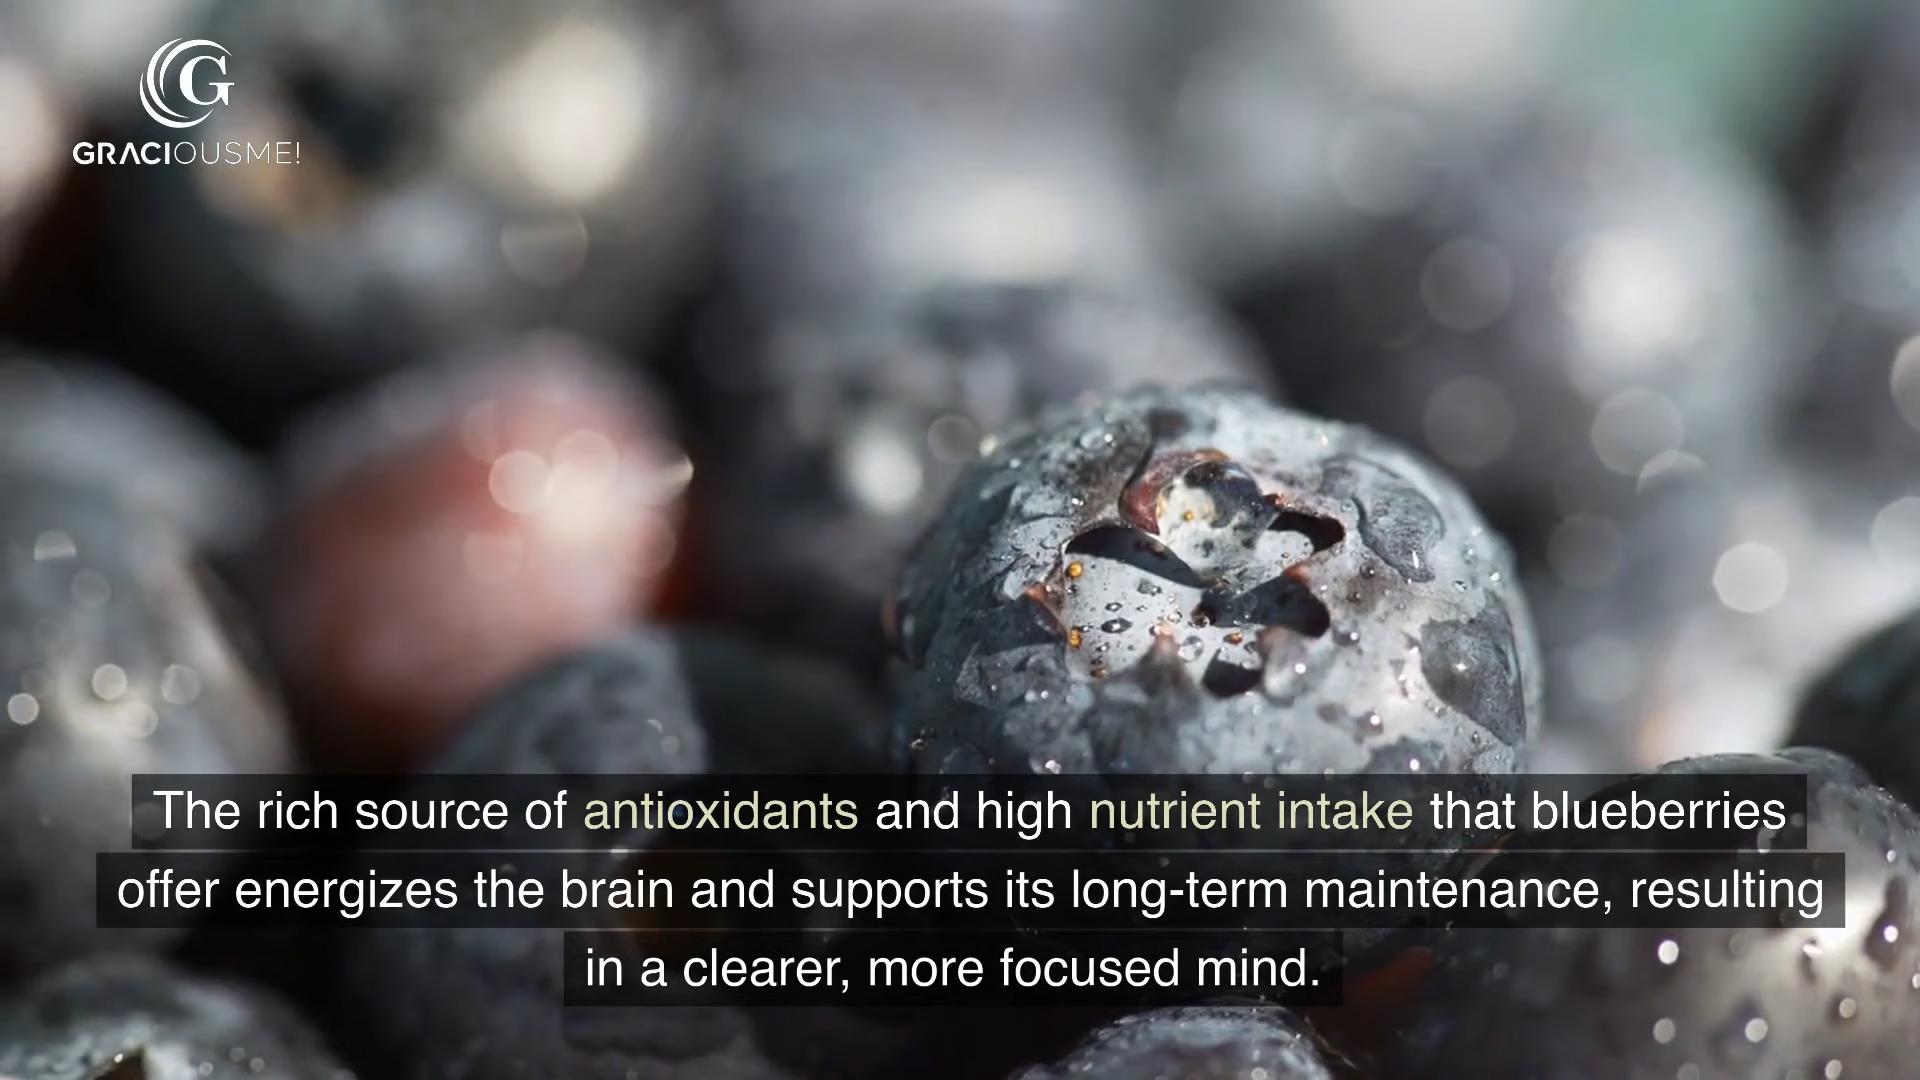 G
GRACIOUSME!
The rich source of antioxidants and high nutrient intake that blueberries
offer energizes the brain and supports its long-term maintenance, resulting
in a clearer, more focused mind.